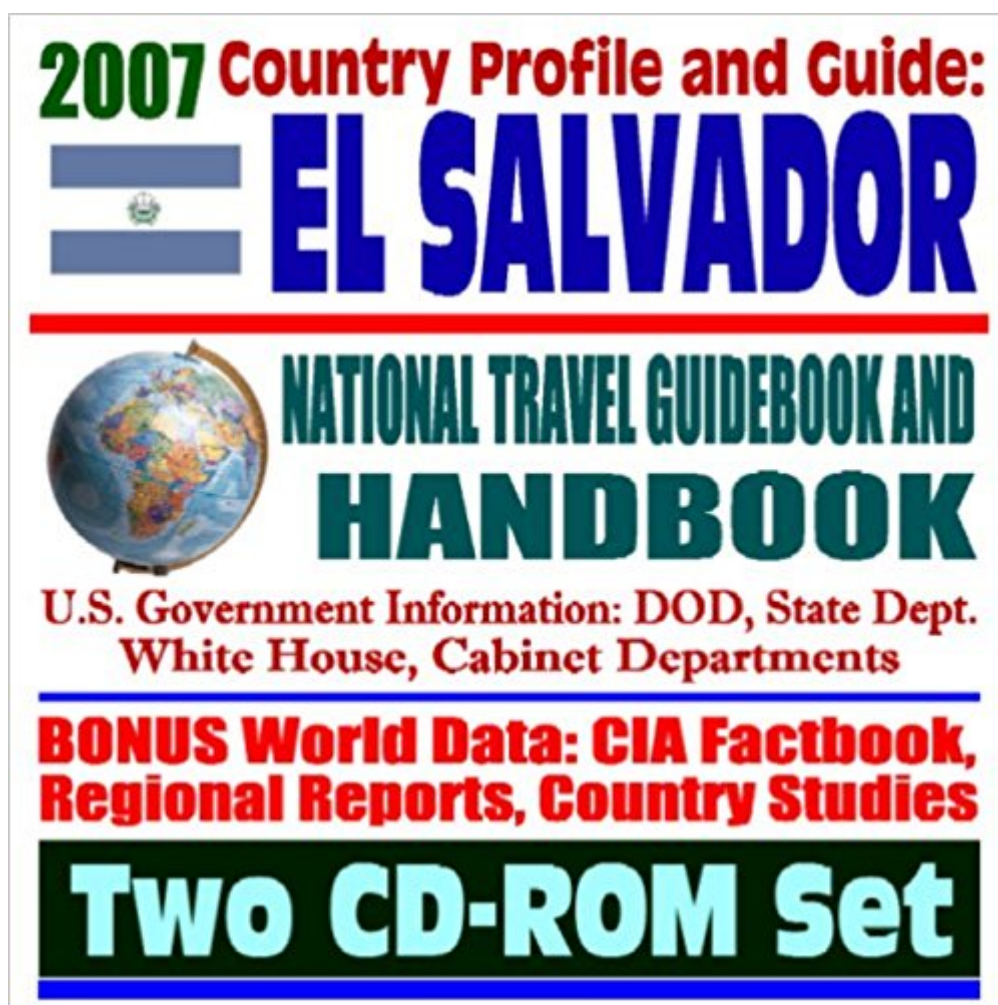 2007 Country Profile and Guide:
EL SALVADOR
NATIONAL TRAVEL GUIDEBOOK AND
HANDBOOK
U.S. Government Information: DOD, State Dept.
White House, Cabinet Departments
BONUS World Data: CIA Factbook,
Regional Reports, Country Studies
Two CD-ROM Set